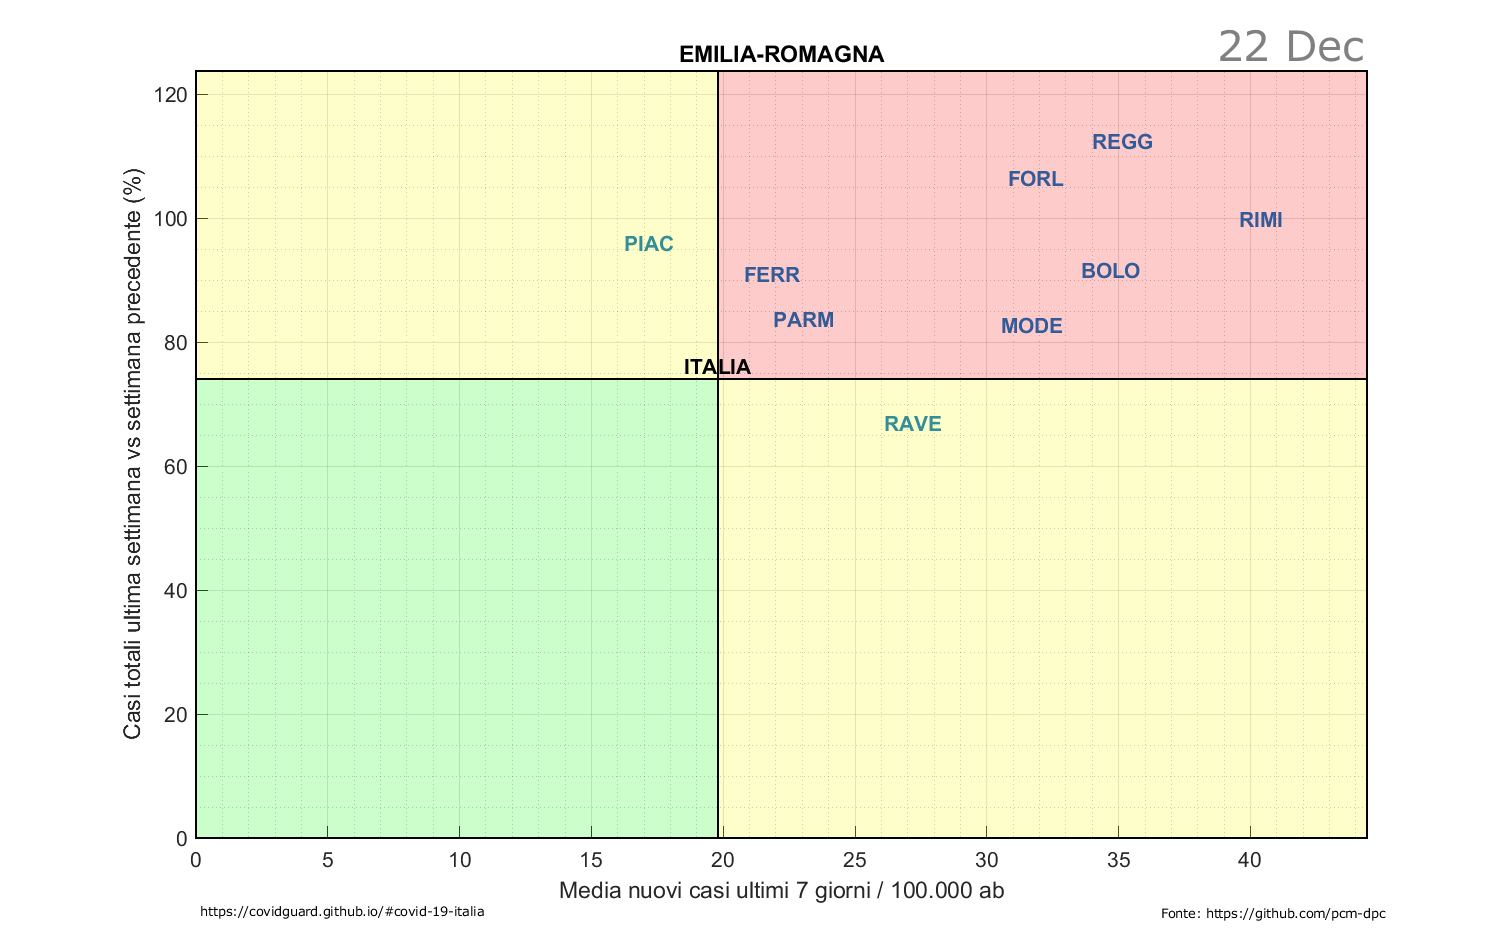 22 Dec
EMILIA-ROMAGNA
120
100
80
60
40
20
0
Casi totali ultima settimana vs settimana precedente (%)
REGG
FORL
RIMI
PIAC
BOLO
FERR
PARM
MODE
ITALIA
RAVE
0 5 10 15 20 25 30 35 40
Media nuovi casi ultimi 7 giorni / 100.000 ab
https://covidguard.github.io/#covid-19-italia
Fonte: https://github.com/pcm-dpc